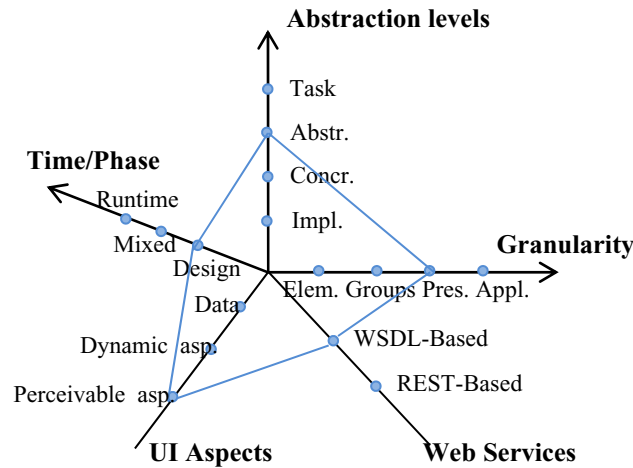 Abstraction levels
Task
Abstr.
Time/Phase
Concr.
Runtime
Impl.
Mixed
Granularity
Design
Elem. Groups Pres. Appl.
Data
WSDL-Based
Dynamic asp.
REST-Based
Perceivable asp.
UI Aspects
Web Services